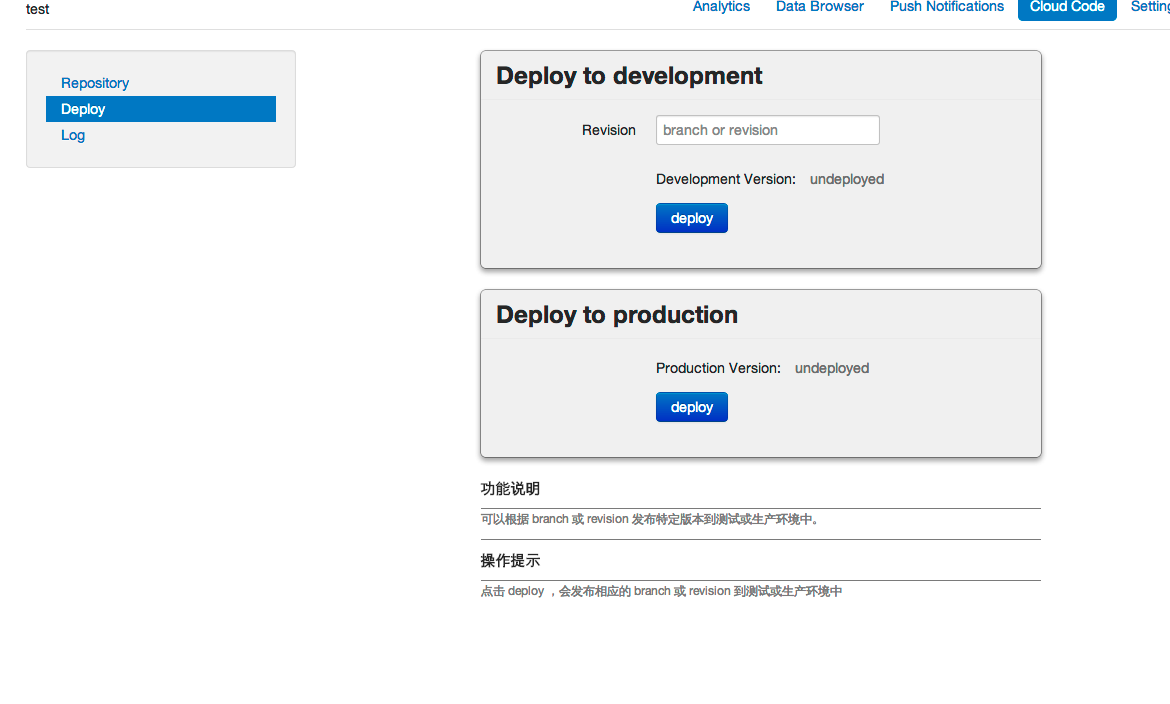 test
Analytics Data Browser Push Notifications Cloud Code
Repository
Deploy
Log
Deploy to development
Revision branch or revision
Development Version: undeployed
deploy
Deploy to production
Production Version: undeployed
deploy
功能说明
可以根据 branch 或 revision 发布特定版本到测试或生产环境中。
操作提示
点击 deploy ，会发布相应的 branch 或 revision 到测试或生产环境中